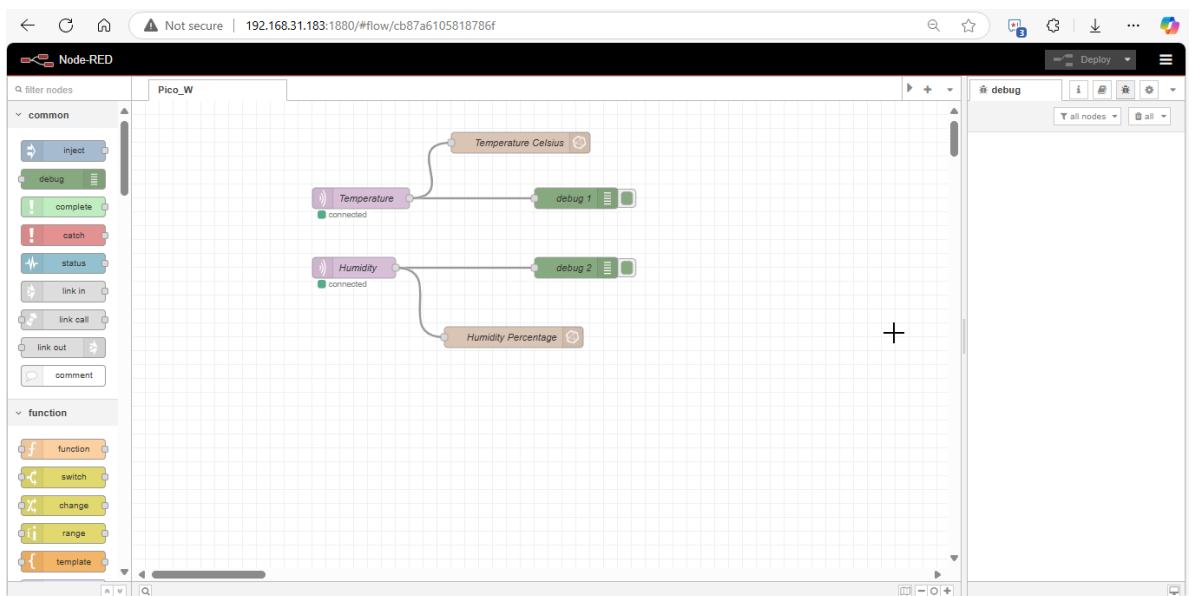 Not secure 192.168.31.183:1880/#flow/cb87a6105818786f
3
Node-RED
Deploy
filter nodes
Pico_W
debug
i
all nodes
all
common
inject
debug
complete
catch
status
link in
link call
link out
comment
function
function
switch
change
range
template
Temperature Celsius
Temperature
connected
debug 1
Humidity
connected
debug 2
Humidity Percentage